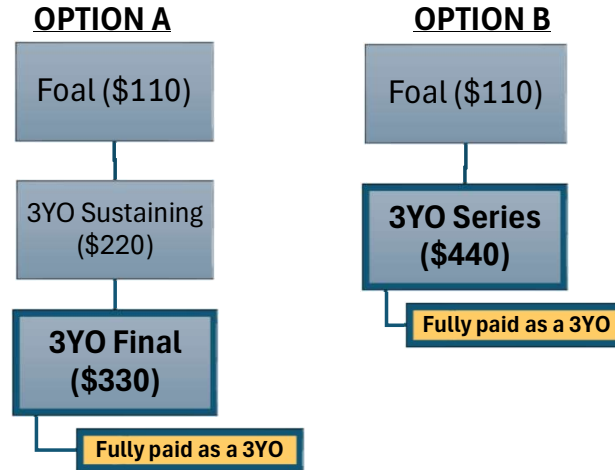 OPTION A
Foal ($110)
3YO Sustaining
($220)
3YO Final
($330)
Fully paid as a 3YO
OPTION B
Foal ($110)
3YO Series
($440)
Fully paid as a 3YO